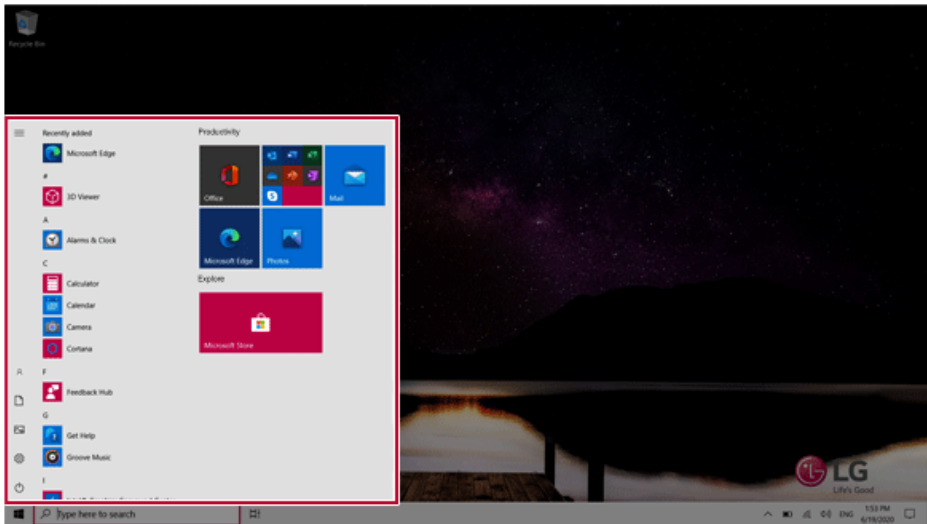 Recycle Bin
Recently added
Microsoft Edge
#
3D Viewer
A
Alarms & Clock
C
Calculator
Calendar
Camera
Cortana
F
Feedback Hub
G
Get Help
Groove Music
I
Productivity
Office
Mail
Microsoft Edge
Photos
Explore
Microsoft Store
LG
Life's Good
Type here to search
ENG
1:53 PM
6/19/2020